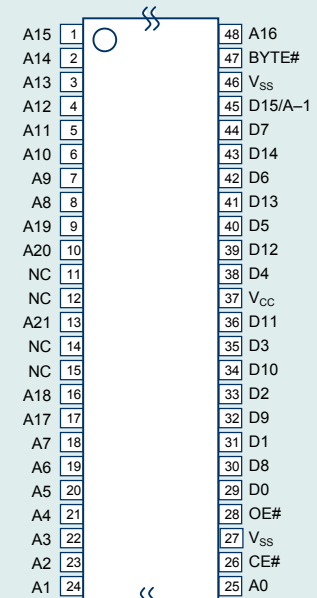 A15 1 48 A16
A14 2 47 BYTE#
A13 3 46 VSS
A12 4 45 D15/A–1
A11 5 44 D7
A10 6 43 D14
A9 7 42 D6
A8 8 41 D13
A19 9 40 D5
A20 10 39 D12
NC 11 38 D4
NC 12 37 VCC
A21 13 36 D11
NC 14 35 D3
NC 15 34 D10
A18 16 33 D2
A17 17 32 D9
A7 18 31 D1
A6 19 30 D8
A5 20 29 D0
A4 21 28 OE#
A3 22 27 VSS
A2 23 26 CE#
A1 24 25 A0